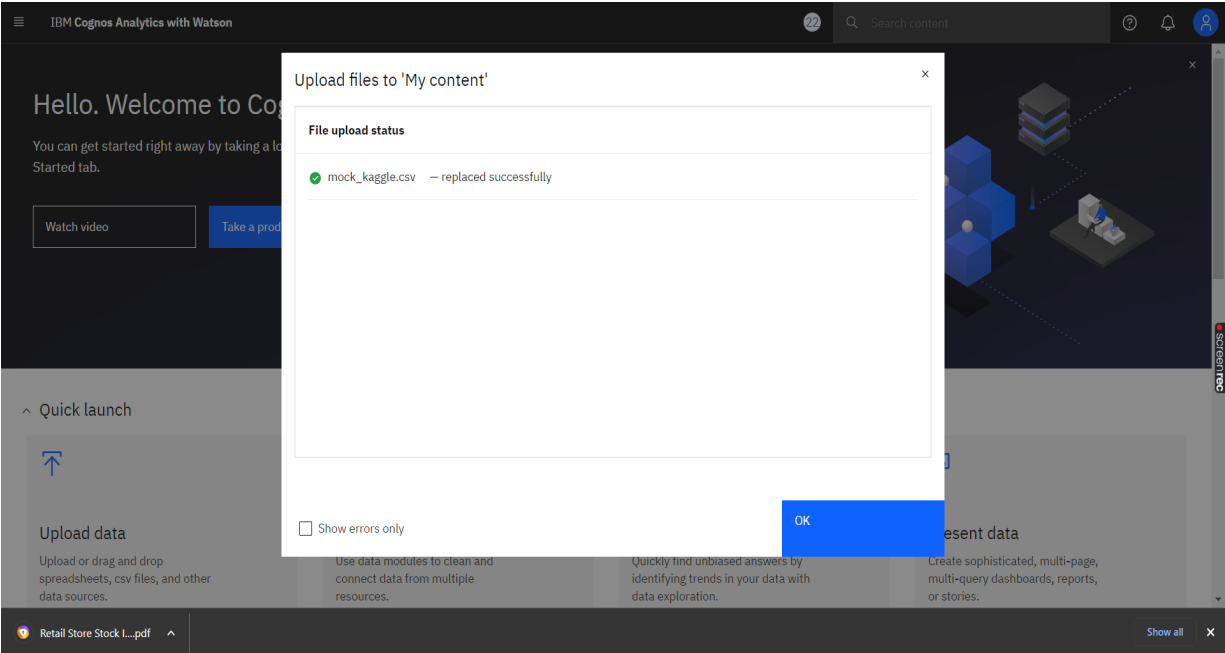 IBM Cognos Analytics with Watson
22
Search content
Upload files to 'My content'
Hello. Welcome to Cog
You can get started right away by taking a lo
Started tab.
Watch video
Take a prod
File upload status
mock_kaggle.csv — replaced successfully
Show errors only
OK
screenrec
Quick launch
Upload data
Upload or drag and drop
spreadsheets, csv files, and other
data sources.
Use data modules to clean and
connect data from multiple
resources.
Quickly find unbiased answers by
identifying trends in your data with
data exploration.
esent data
Create sophisticated, multi-page,
multi-query dashboards, reports,
or stories.
Retail Store Stock I....pdf
Show all